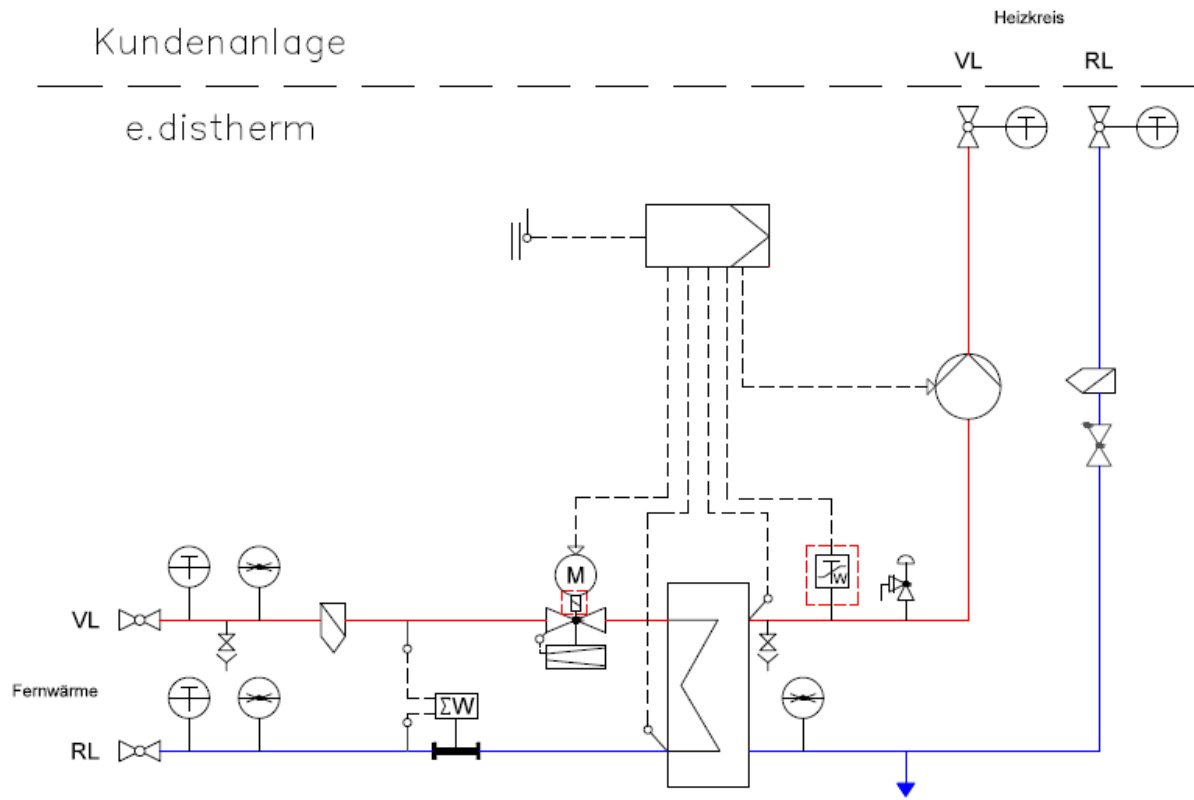 Heizkreis
Kundenanlage
VL RL
e.distherm
T T
M
W
T T
VL
Fernwärme
ΣW
RL